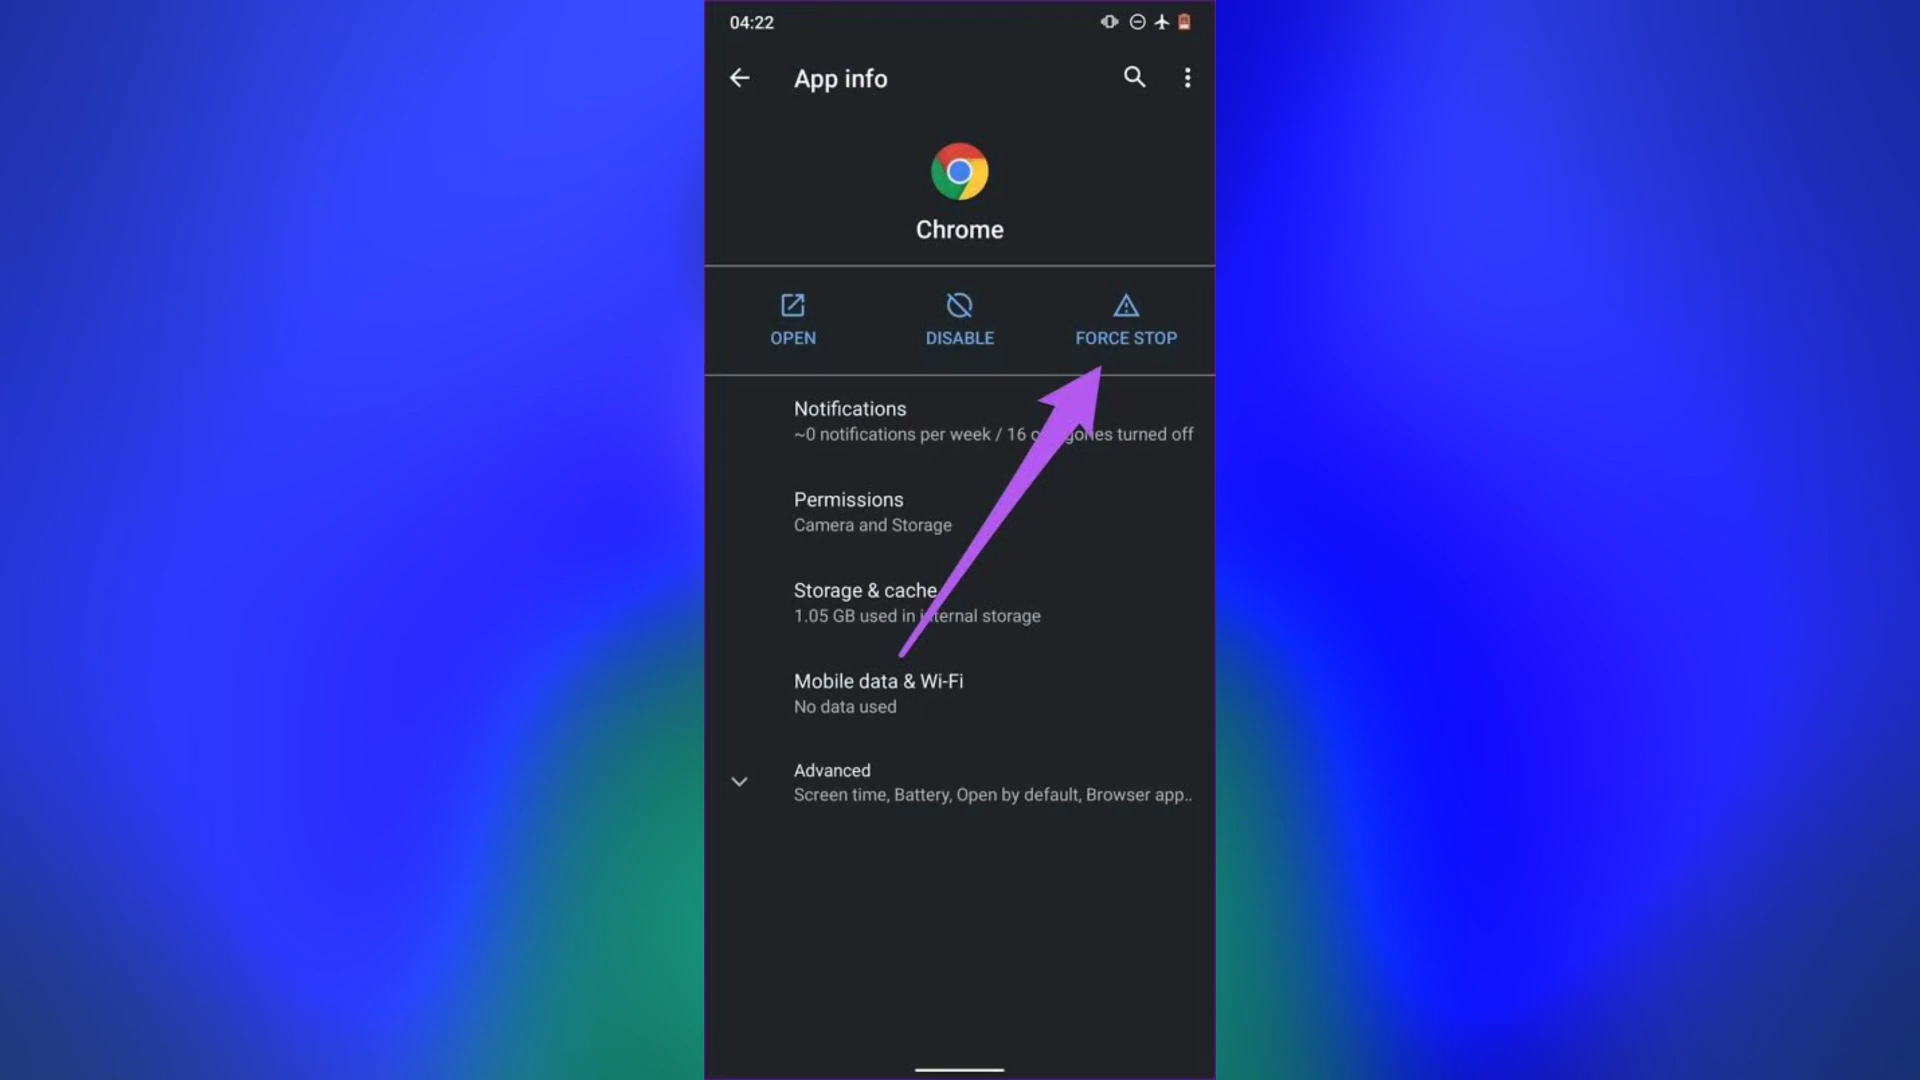 04:22
App info
Chrome
OPEN
DISABLE
FORCE STOP
Notifications
~0 notifications per week / 16 turned off
Permissions
Camera and Storage
Storage & cache
1.05 GB used in internal storage
Mobile data & Wi-Fi
No data used
Advanced
Screen time, Battery, Open by default, Browser app..